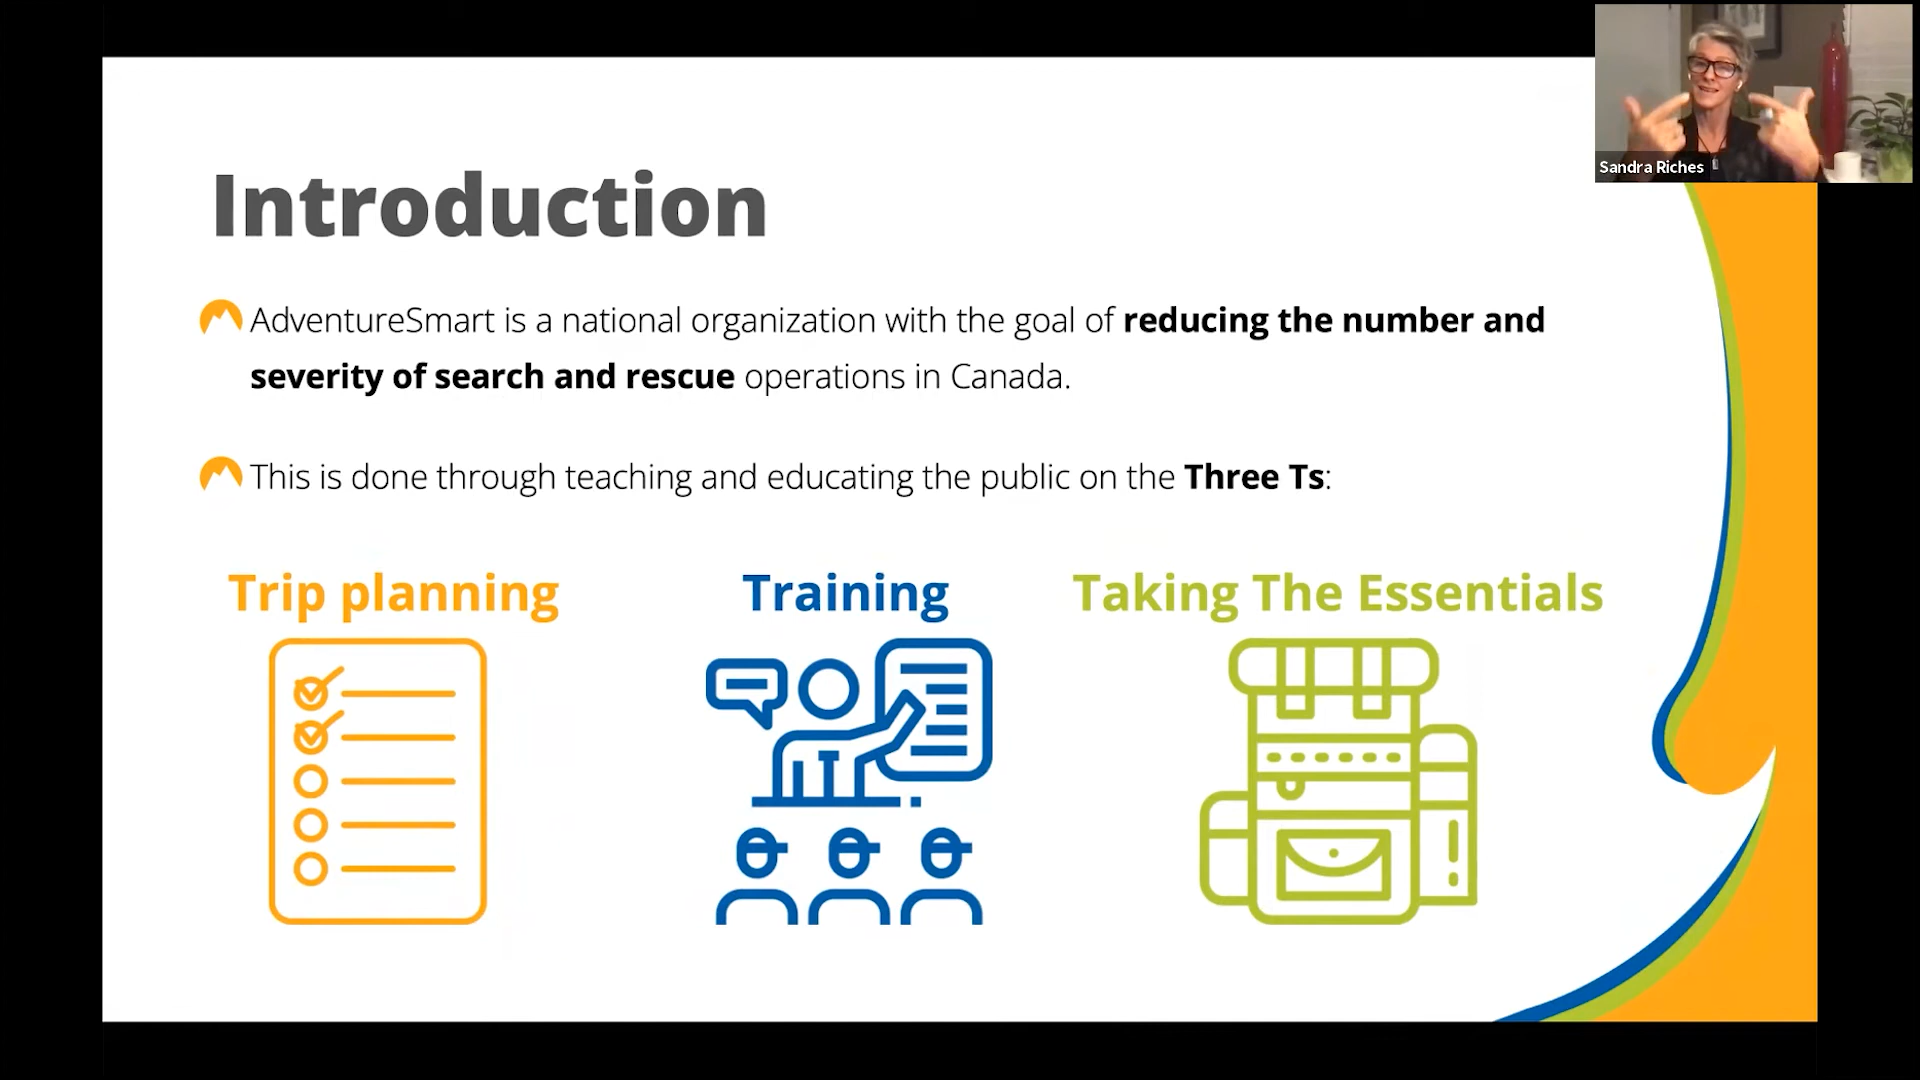 Sandra Riches
Introduction
AdventureSmart is a national organization with the goal of reducing the number and
severity of search and rescue operations in Canada.
This is done through teaching and educating the public on the Three Ts:
Trip planning
Training
Taking The Essentials